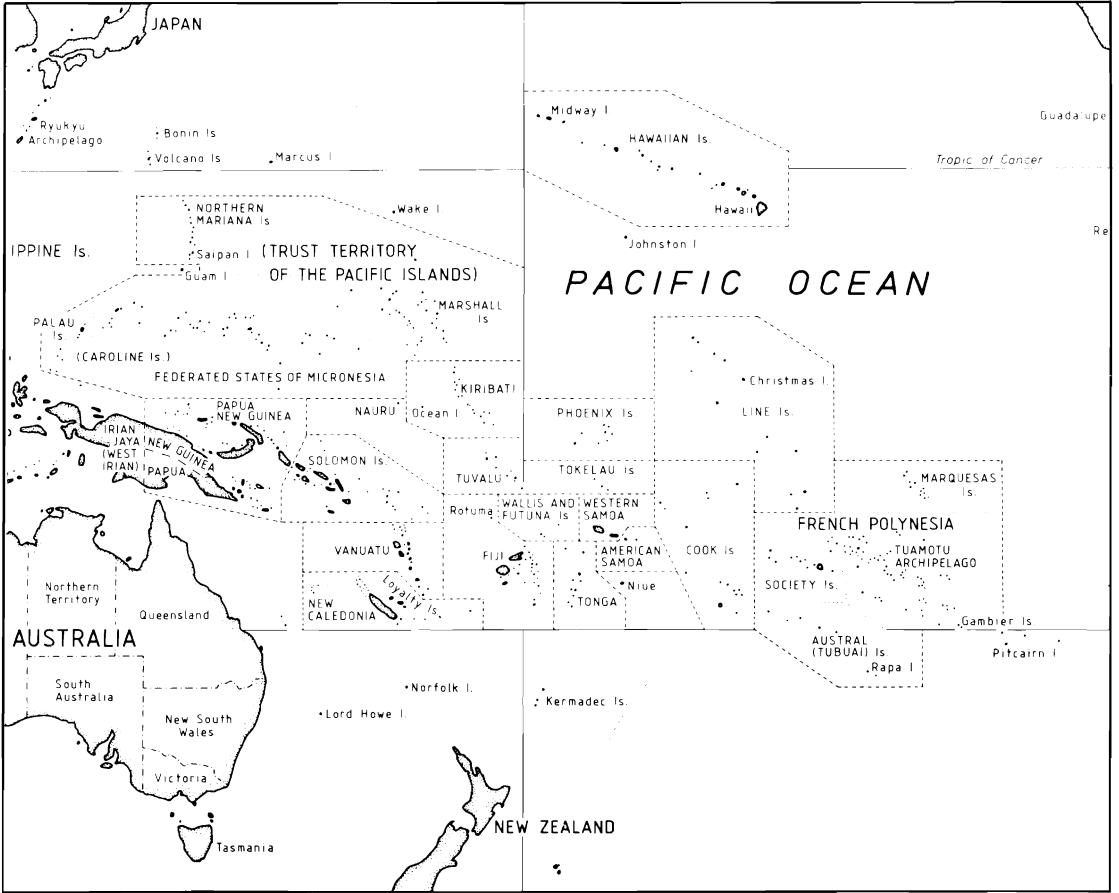 JAPAN
Midway I
Guadalupe
Ryukyu
Archipelago
Bonin Is
HAWAIIAN Is.
Volcano Is
Marcus I
Tropic of Cancer
NORTHERN
MARIANA Is
Wake I.
Hawaii
Re
IPPINE Is.
Saipan I
(TRUST TERRITORY
OF THE PACIFIC ISLANDS)
Johnston I
Guam I
PACIFIC OCEAN
MARSHALL
Is
PALAU
Is.
(CAROLINE Is.)
FEDERATED STATES OF MICRONESIA
KIRIBATI
Christmas I.
PAPUA
NEW GUINEA
NAURU
Ocean I
PHOENIX Is
LINE Is.
IRIAN
JAYA
(WEST
IRIAN)
NEW GUINEA
PAPUA
SOLOMON Is.
TUVALU
TOKELAU Is
MARQUESAS
Is.
Rotuma
WALLIS AND
FUTUNA Is
WESTERN
SAMOA
FRENCH POLYNESIA
VANUATU
FIJI
AMERICAN
SAMOA
COOK Is
TUAMOTU
ARCHIPELAGO
Northern
Territory
Queensland
NEW
CALEDONIA
Loyalty Is.
TONGA
Niue
SOCIETY Is.
Gambier Is
AUSTRALIA
AUSTRAL
(TUBUAI) Is.
Pitcairn I
Rapa I
South
Australia
Norfolk I.
Kermadec Is.
Lord Howe I.
New South
Wales
Victoria
NEW ZEALAND
Tasmania